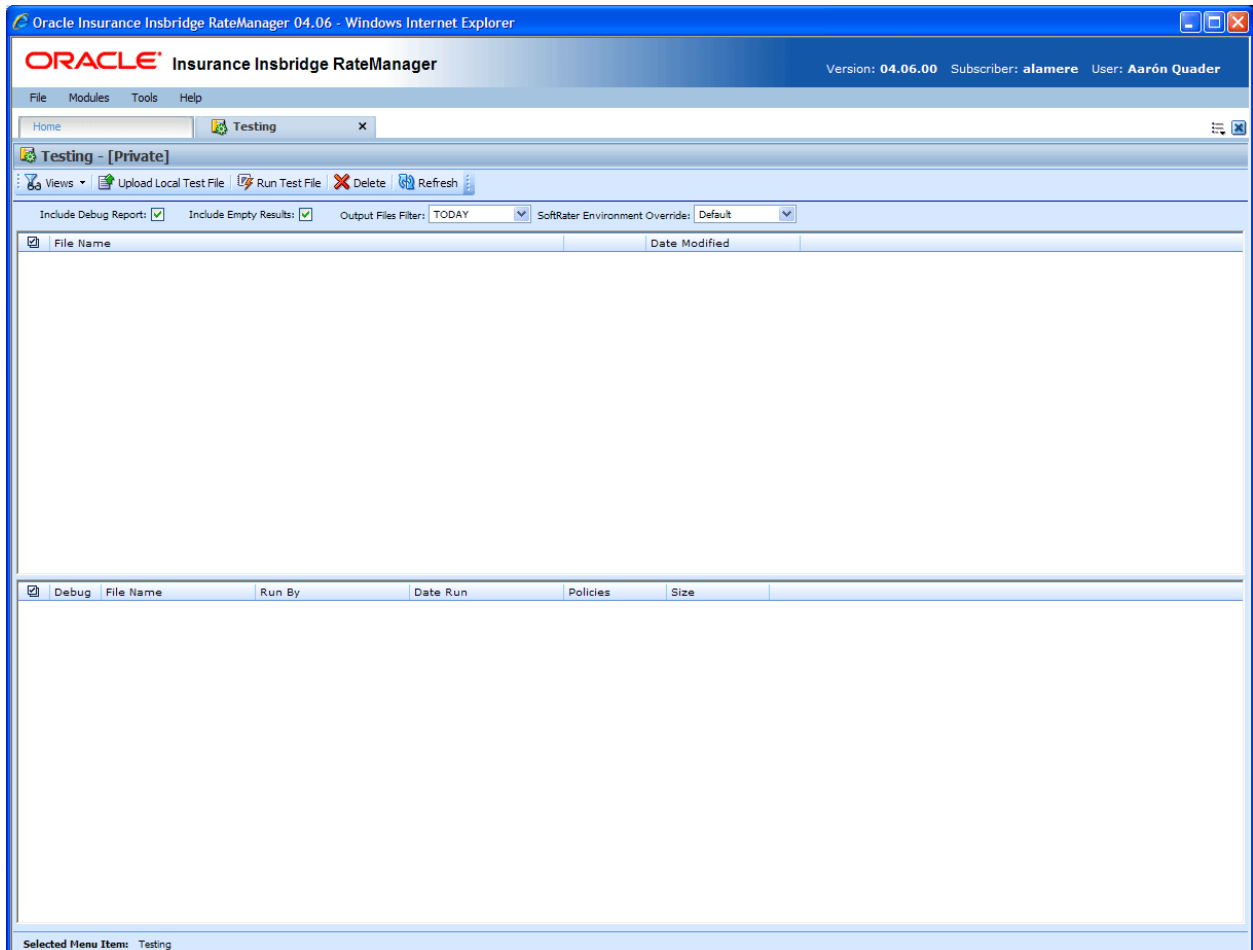 Oracle Insurance Insbridge RateManager 04.06 - Windows Internet Explorer
ORACLE Insurance Insbridge RateManager
Version: 04.06.00 Subscriber: alamere User: Aarón Quader
File Modules Tools Help
Home Testing
Testing - [Private]
Views Upload Local Test File Run Test File Delete Refresh
Include Debug Report: Include Empty Results: Output Files Filter: TODAY SoftRater Environment Override: Default
File Name Date Modified
Debug File Name Run By Date Run Policies Size
Selected Menu Item: Testing